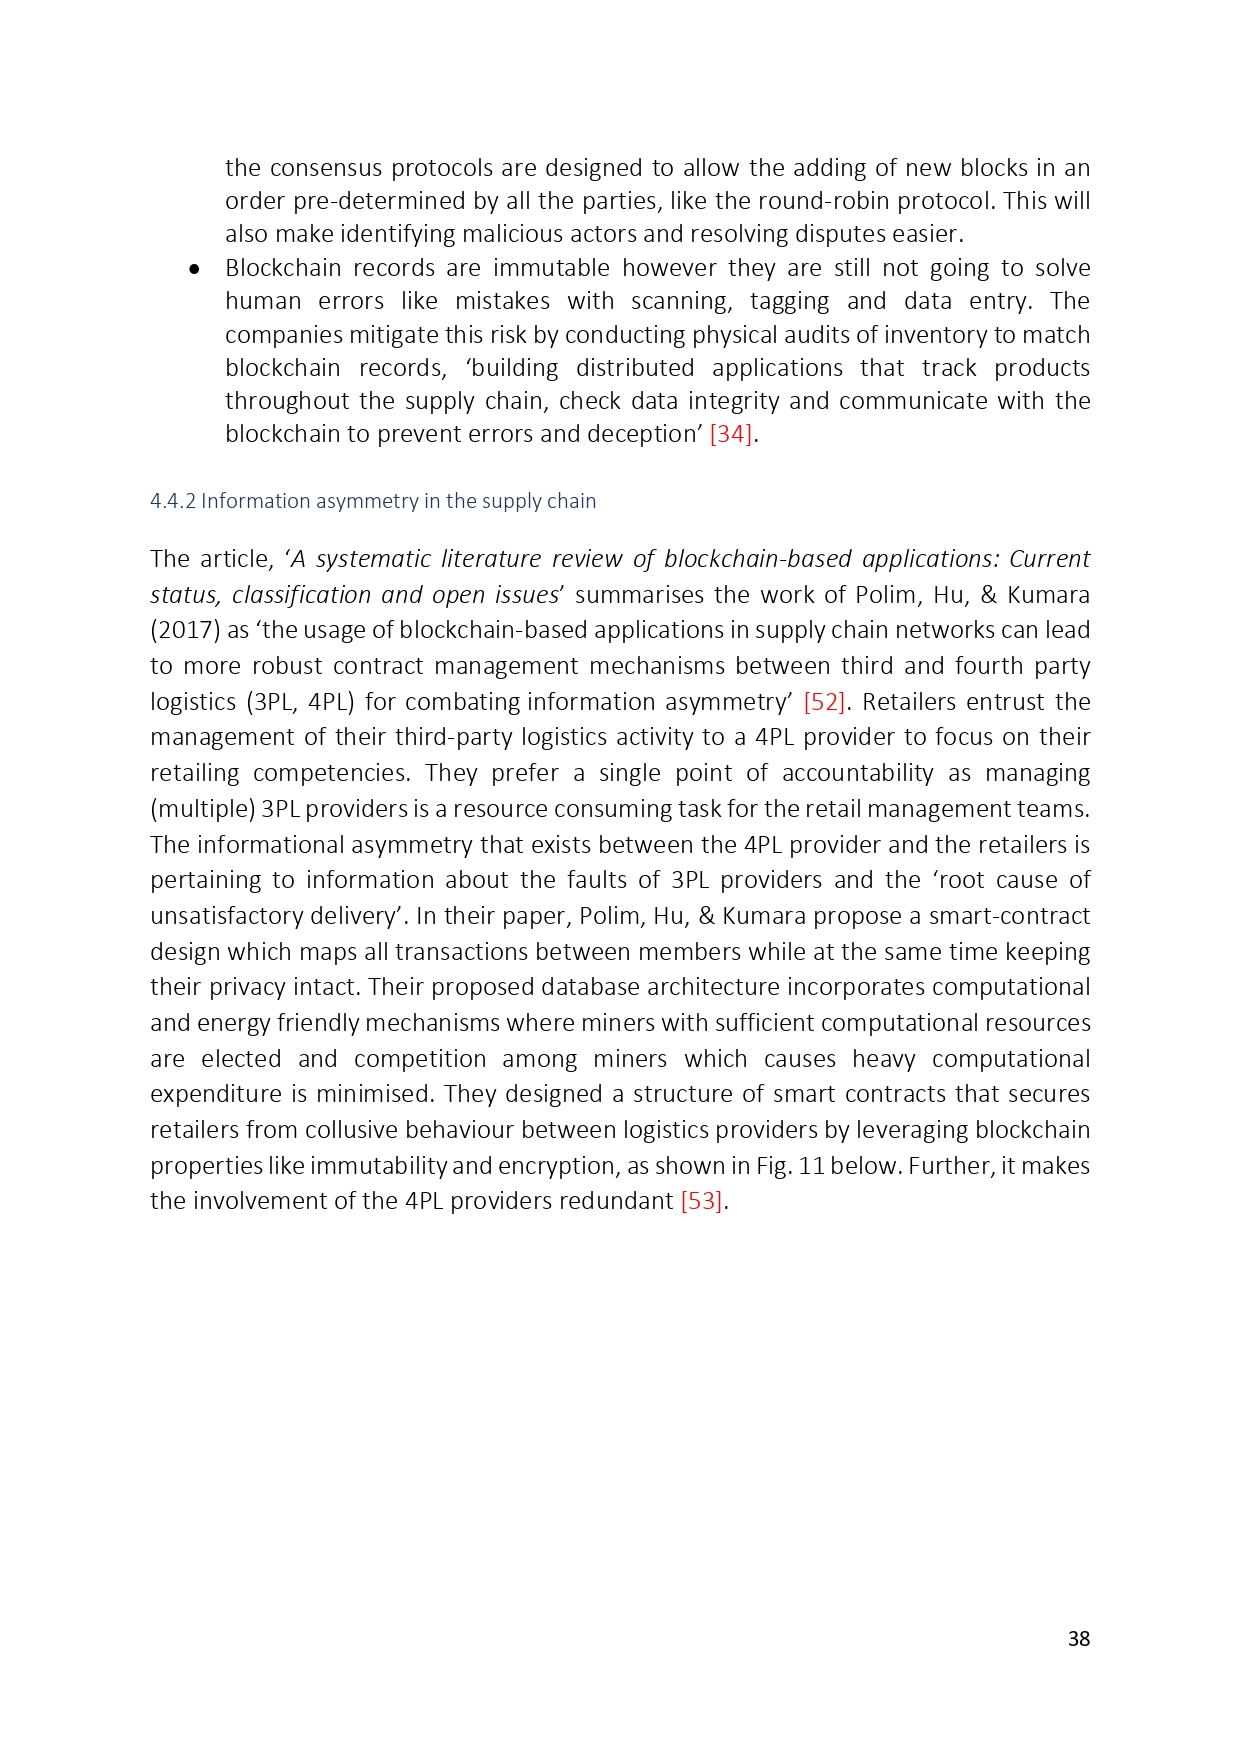 the consensus protocols are designed to allow the adding of new blocks in an
order pre-determined by all the parties, like the round-robin protocol. This will
also make identifying malicious actors and resolving disputes easier.
● Blockchain records are immutable however they are still not going to solve
human errors like mistakes with scanning, tagging and data entry. The
companies mitigate this risk by conducting physical audits of inventory to match
blockchain records, ‘building distributed applications that track products
throughout the supply chain, check data integrity and communicate with the
blockchain to prevent errors and deception’ [34].
4.4.2 Information asymmetry in the supply chain
The article, ‘A systematic literature review of blockchain-based applications: Current
status, classification and open issues’ summarises the work of Polim, Hu, & Kumara
(2017) as ‘the usage of blockchain-based applications in supply chain networks can lead
to more robust contract management mechanisms between third and fourth party
logistics (3PL, 4PL) for combating information asymmetry’ [52]. Retailers entrust the
management of their third-party logistics activity to a 4PL provider to focus on their
retailing competencies. They prefer a single point of accountability as managing
(multiple) 3PL providers is a resource consuming task for the retail management teams.
The informational asymmetry that exists between the 4PL provider and the retailers is
pertaining to information about the faults of 3PL providers and the ‘root cause of
unsatisfactory delivery’. In their paper, Polim, Hu, & Kumara propose a smart-contract
design which maps all transactions between members while at the same time keeping
their privacy intact. Their proposed database architecture incorporates computational
and energy friendly mechanisms where miners with sufficient computational resources
are elected and competition among miners which causes heavy computational
expenditure is minimised. They designed a structure of smart contracts that secures
retailers from collusive behaviour between logistics providers by leveraging blockchain
properties like immutability and encryption, as shown in Fig. 11 below. Further, it makes
the involvement of the 4PL providers redundant [53].
38